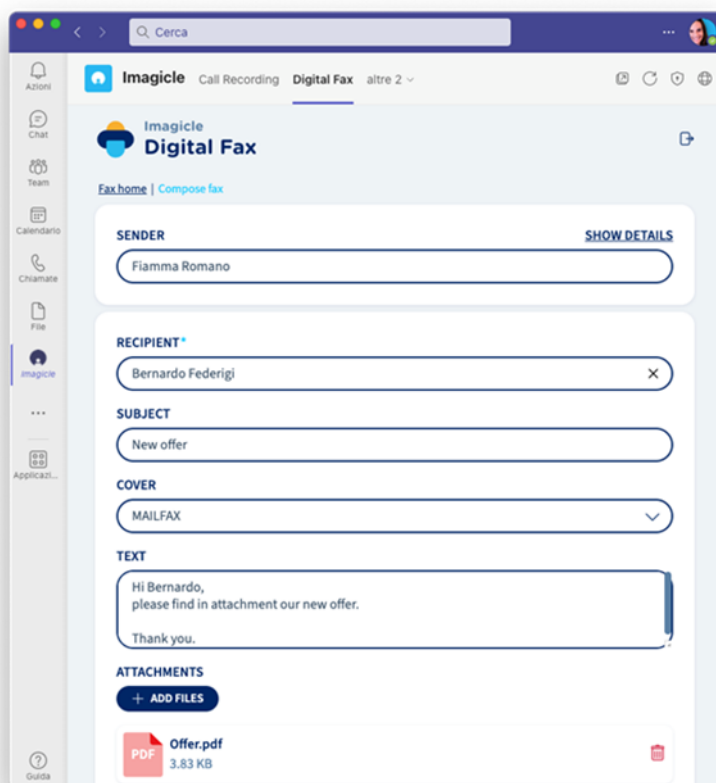 Cerca
Azioni
Chat
Team
Calendario
Chiamate
File
Imagicle
Applicazi...
Guida
Imagicle Call Recording Digital Fax altre 2
Imagicle
Digital Fax
Fax home | Compose fax
SENDER SHOW DETAILS
Fiamma Romano
RECIPIENT*
Bernardo Federigi
SUBJECT
New offer
COVER
MAILFAX
TEXT
Hi Bernardo,
please find in attachment our new offer.
Thank you.
ATTACHMENTS
+ ADD FILES
PDF Offer.pdf
3.83 KB